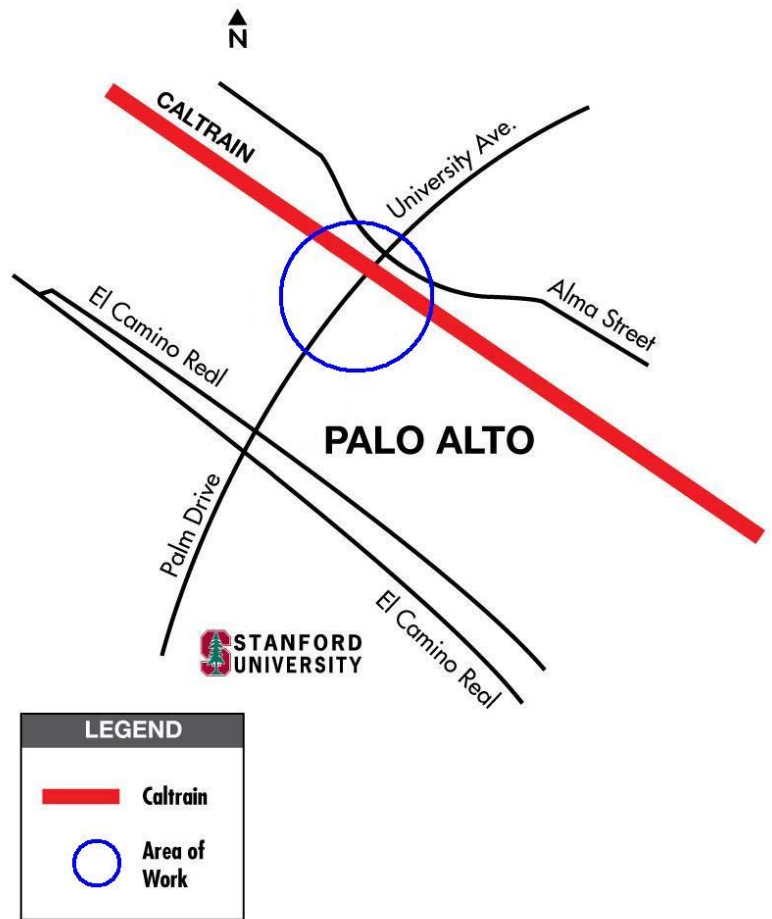 N
CALTRAIN
University Ave.
Alma Street
El Camino Real
PALO ALTO
Palm Drive
El Camino Real
S STANFORD
UNIVERSITY
LEGEND
Caltrain
Area of
Work